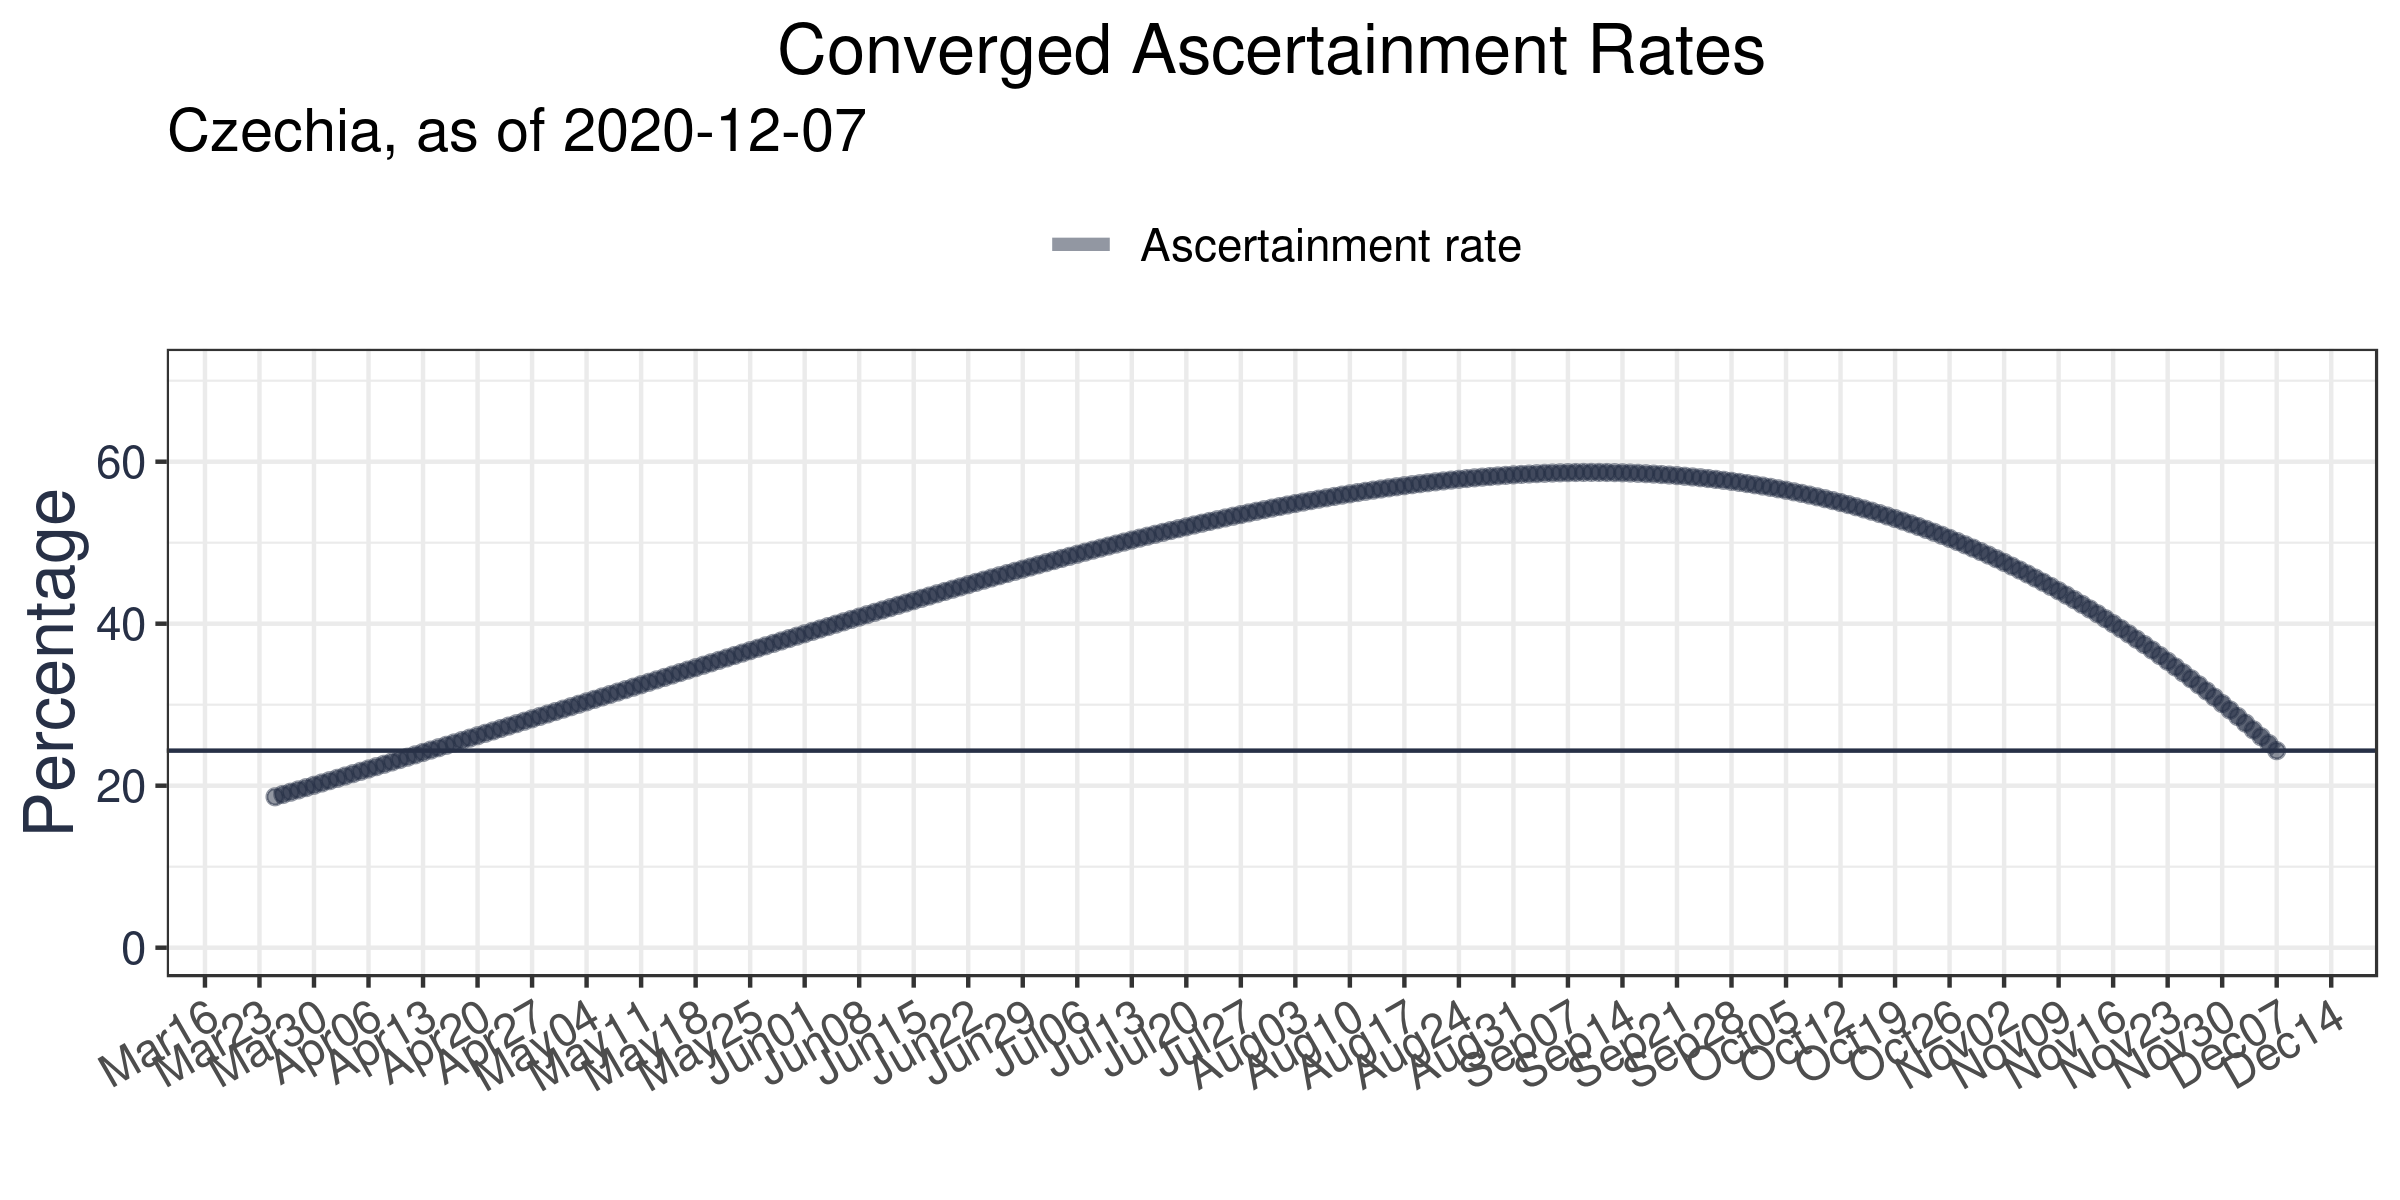 Converged Ascertainment Rates
Czechia, as of 2020-12-07
Ascertainment rate
Percentage
60
40
20
0
Mar16 Mar23 Mar30 Apr06 Apr13 Apr20 Apr27 May04 May11 May18 May25 Jun01 Jun08 Jun15 Jun22 Jun29 Jul06 Jul13 Jul20 Jul27 Aug03 Aug10 Aug17 Aug24 Aug31 Sep07 Sep14 Sep21 Sep28 Oct05 Oct12 Oct19 Oct26 Nov02 Nov09 Nov16 Nov23 Nov30 Dec07 Dec14